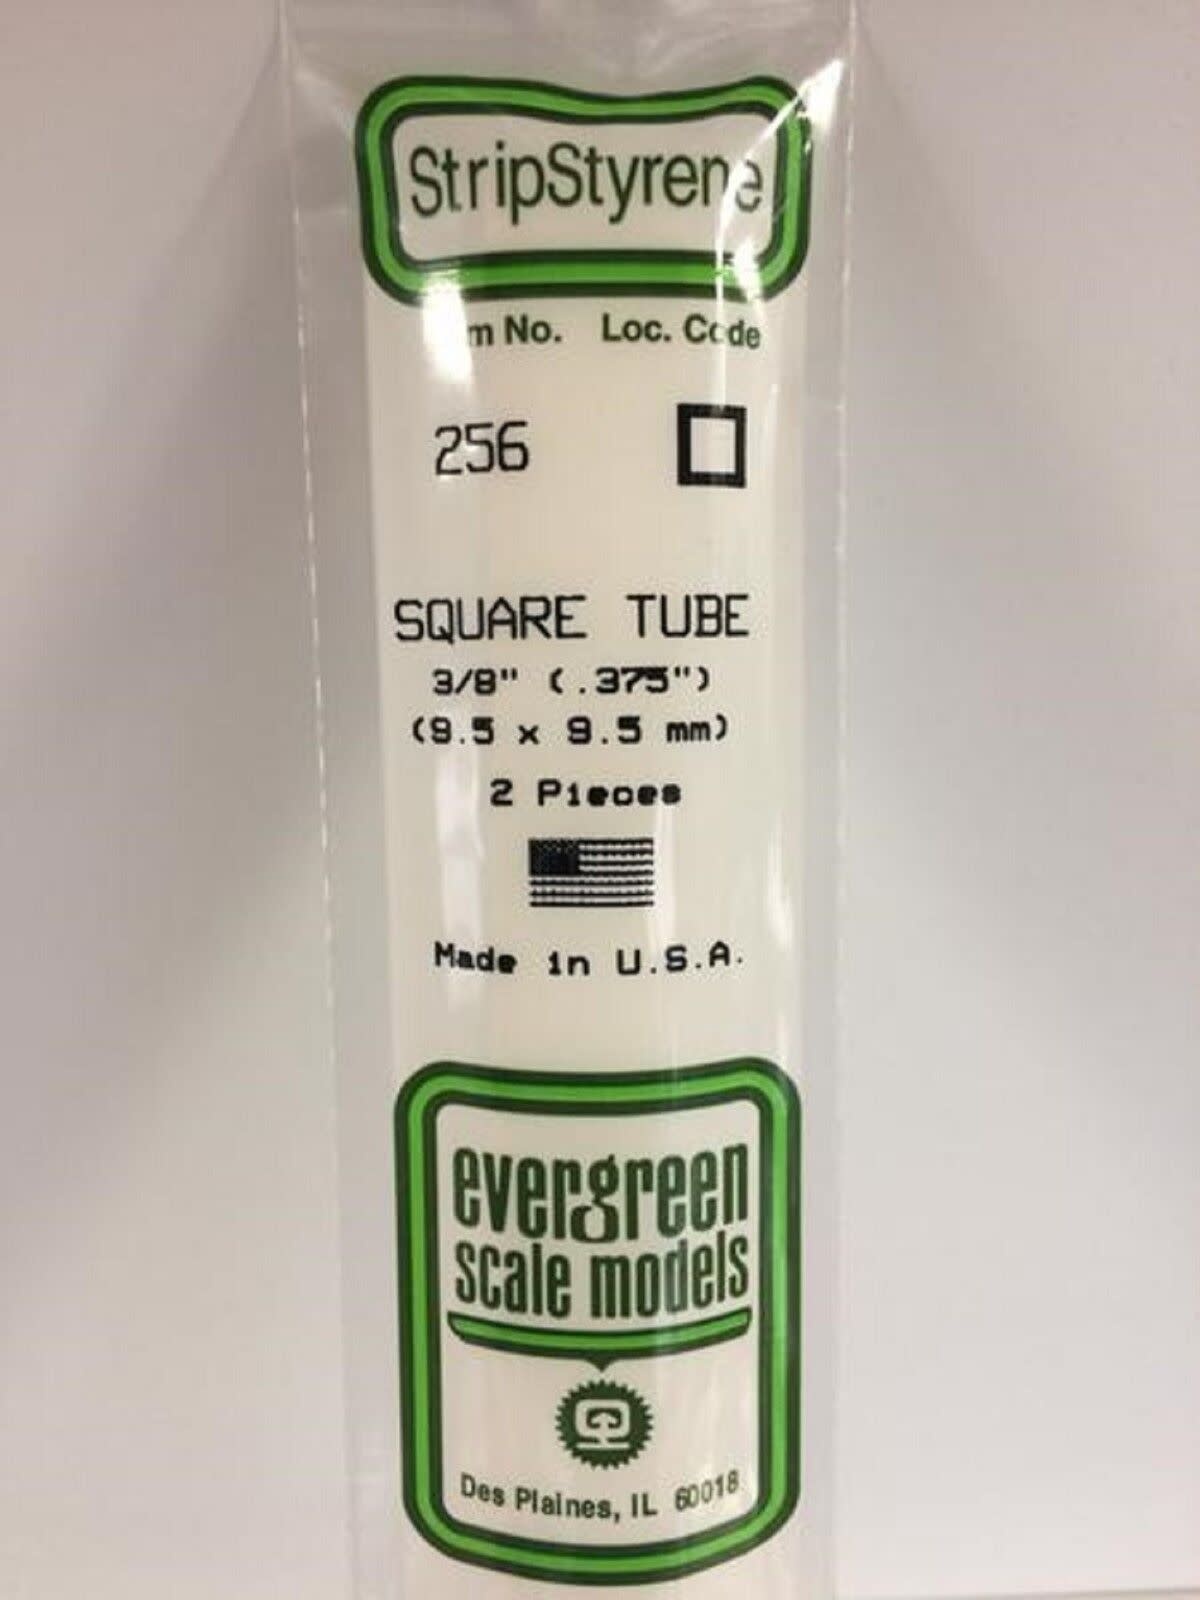 StripStyrene
m No. Loc. Code
256
SQUARE TUBE
3/8" (.375")
(9.5 x 9.5 mm)
2 Pieces
Made in U.S.A.
evergreen
scale models
Des Plaines, IL 60018